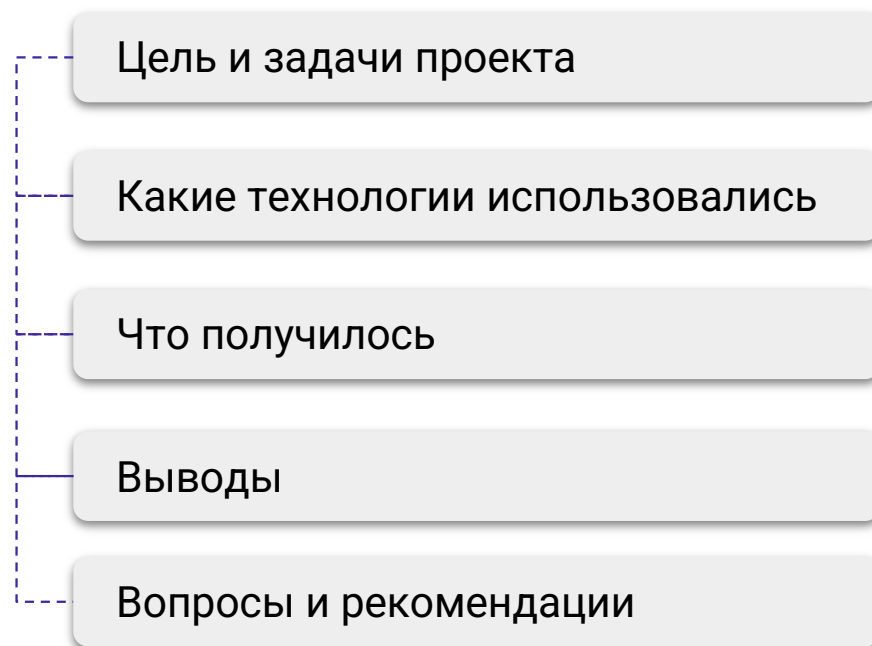 Цель и задачи проекта
Какие технологии использовались
Что получилось
Выводы
Вопросы и рекомендации